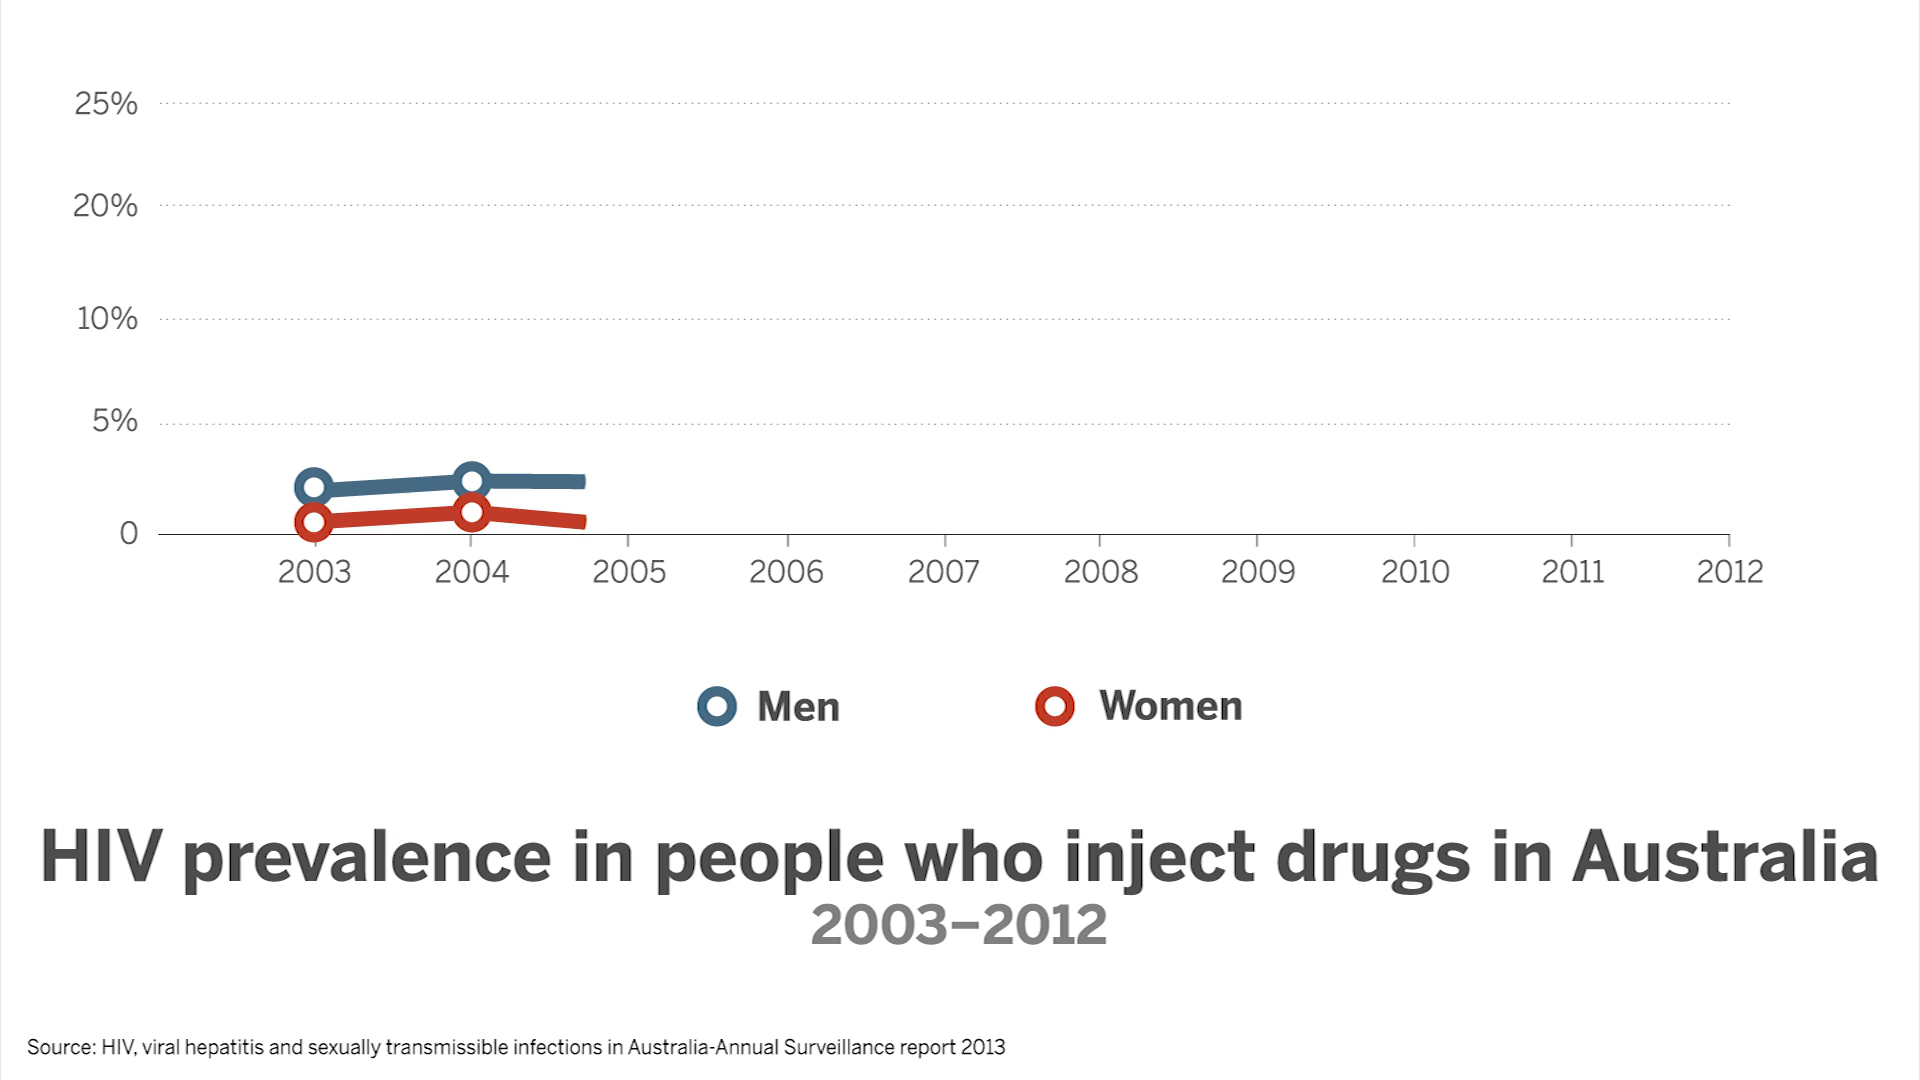 25%
20%
10%
5%
0
2003 2004 2005 2006 2007 2008 2009 2010 2011 2012
Men Women
HIV prevalence in people who inject drugs in Australia
2003–2012
Source: HIV, viral hepatitis and sexually transmissible infections in Australia-Annual Surveillance report 2013